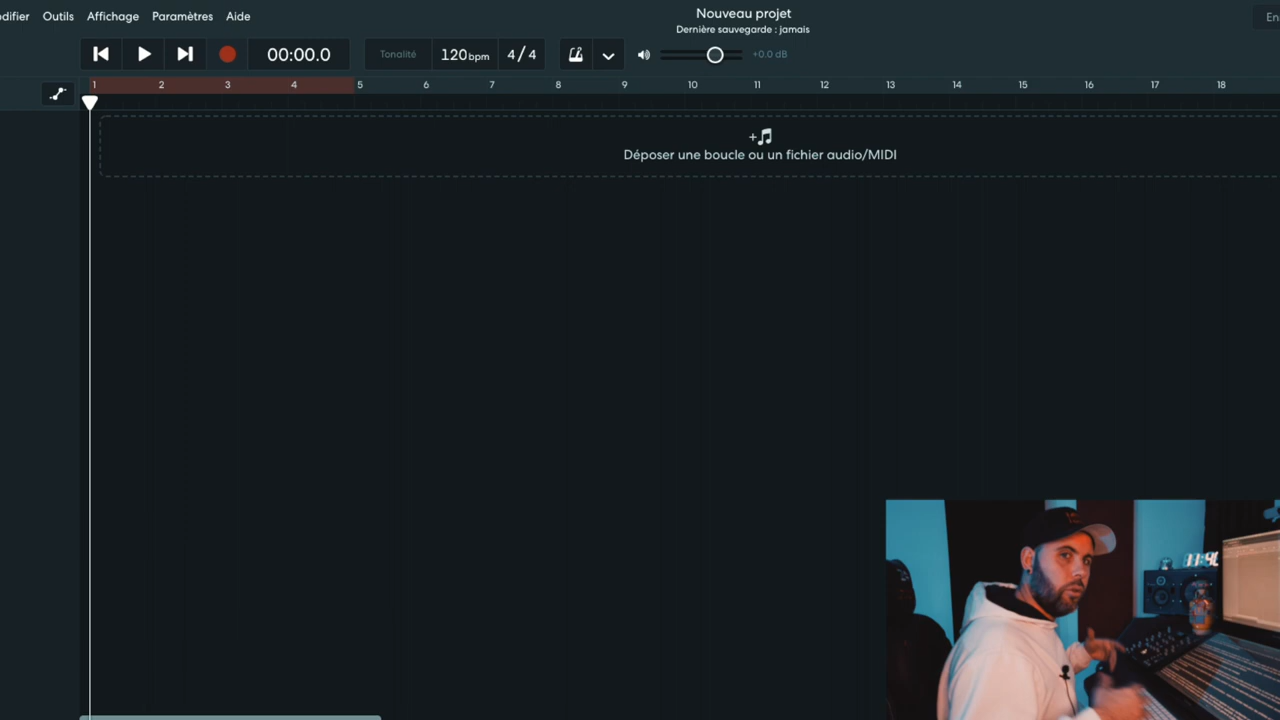 odifier Outils Affichage Paramètres Aide
Nouveau projet
Dernière sauvegarde : jamais
En
00:00.0
Tonalité
120bpm
4/4
+0.0 dB
1 2 3 4 5 6 7 8 9 10 11 12 13 14 15 16 17 18
Déposer une boucle ou un fichier audio/MIDI